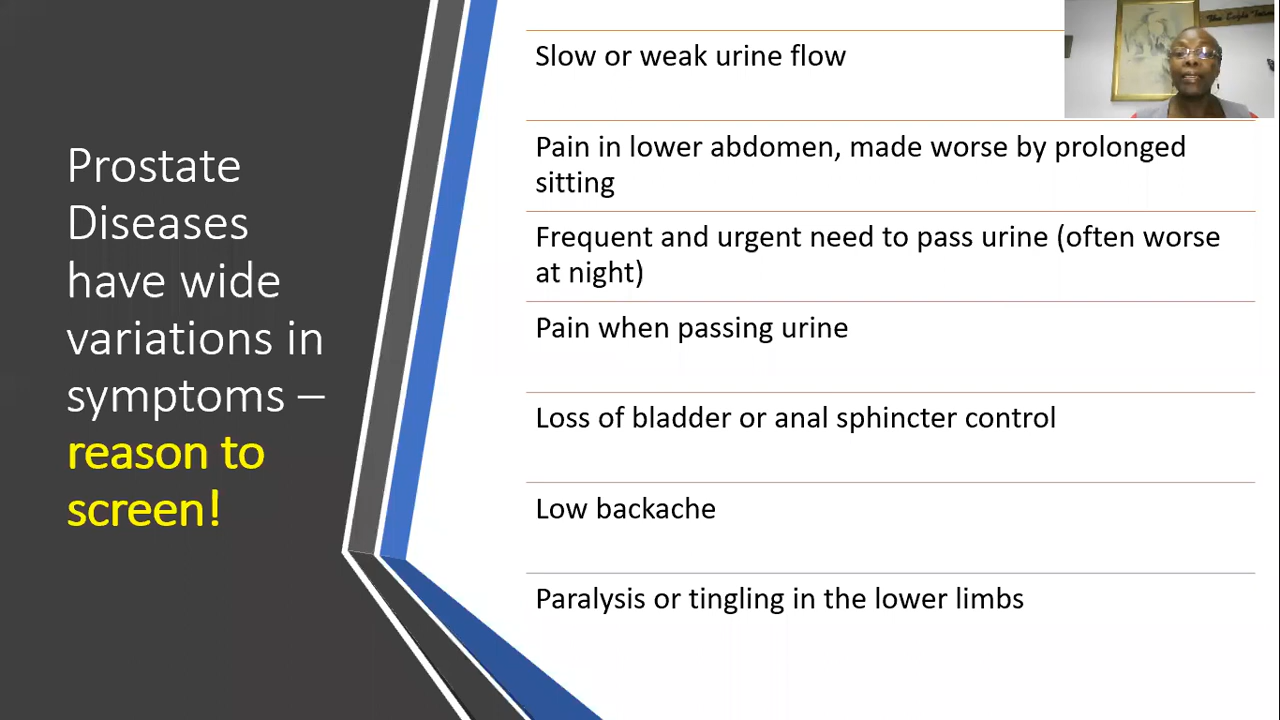 Prostate
Diseases
have wide
variations in
symptoms –
reason to
screen!
Slow or weak urine flow
Pain in lower abdomen, made worse by prolonged
sitting
Frequent and urgent need to pass urine (often worse
at night)
Pain when passing urine
Loss of bladder or anal sphincter control
Low backache
Paralysis or tingling in the lower limbs
The Eagle